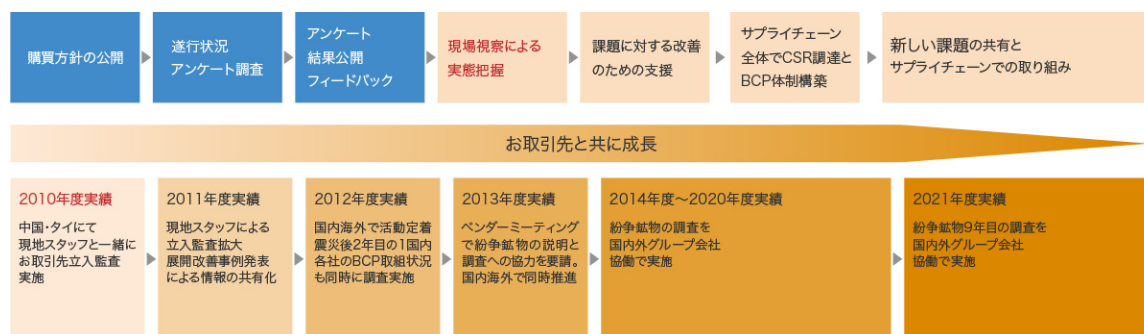 購買方針の公開
遂行状況
アンケート調査
アンケート
結果公開
フィードバック
現場視察による
実態把握
課題に対する改善
のための支援
サプライチェーン
全体でCSR調達と
BCP体制構築
新しい課題の共有と
サプライチェーンでの取り組み
お取引先と共に成長
2010年度実績
中国・タイにて
現地スタッフと一緒に
お取引先立入監査
実施
2011年度実績
現地スタッフによる
立入監査拡大
展開改善事例発表
による情報の共有化
2012年度実績
国内海外で活動定着
震災後2年目の1国内
各社のBCP取組状況
も同時に調査実施
2013年度実績
ベンダーミーティング
で紛争鉱物の説明と
調査への協力を要請。
国内海外で同時推進
2014年度～2020年度実績
紛争鉱物の調査を
国内外グループ会社
協働で実施
2021年度実績
紛争鉱物9年目の調査を
国内外グループ会社
協働で実施